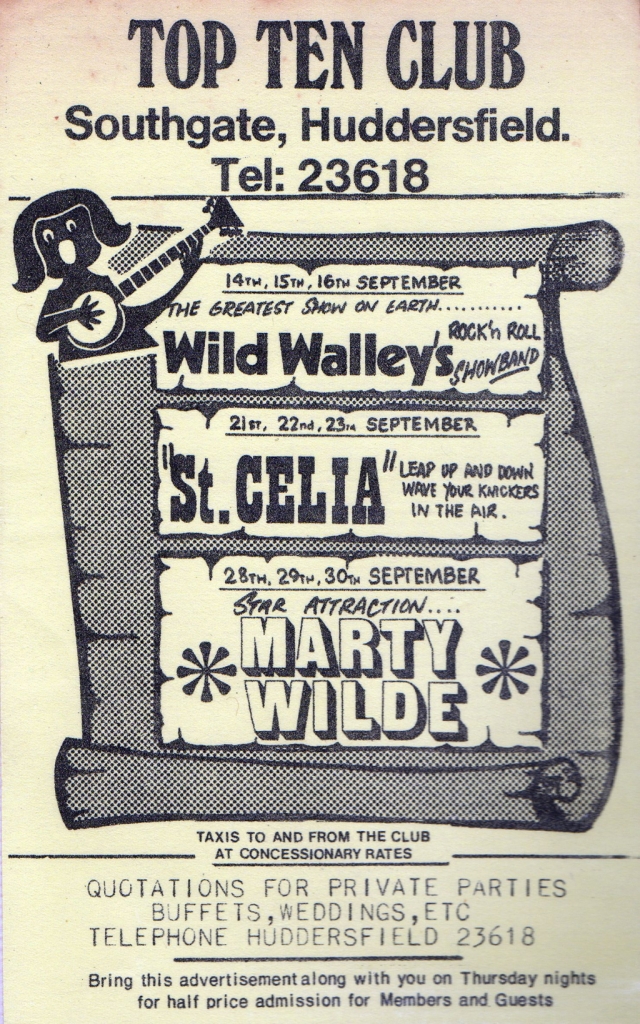 TOP TEN CLUB
Southgate, Huddersfield.
Tel: 23618
14TH, 15TH, 16TH SEPTEMBER
THE GREATEST SHOW ON EARTH...........
Wild Walley's ROCK'n ROLL SHOWBAND
21ST, 22nd, 23rd SEPTEMBER
"St. CELIA" LEAP UP AND DOWN
WAVE YOUR KNICKERS
IN THE AIR.
28TH, 29TH, 30TH SEPTEMBER
STAR ATTRACTION....
MARTY
WILDE
TAXIS TO AND FROM THE CLUB
AT CONCESSIONARY RATES
QUOTATIONS FOR PRIVATE PARTIES
BUFFETS,WEDDINGS,ETC
TELEPHONE HUDDERSFIELD 23618
Bring this advertisement along with you on Thursday nights
for half price admission for Members and Guests